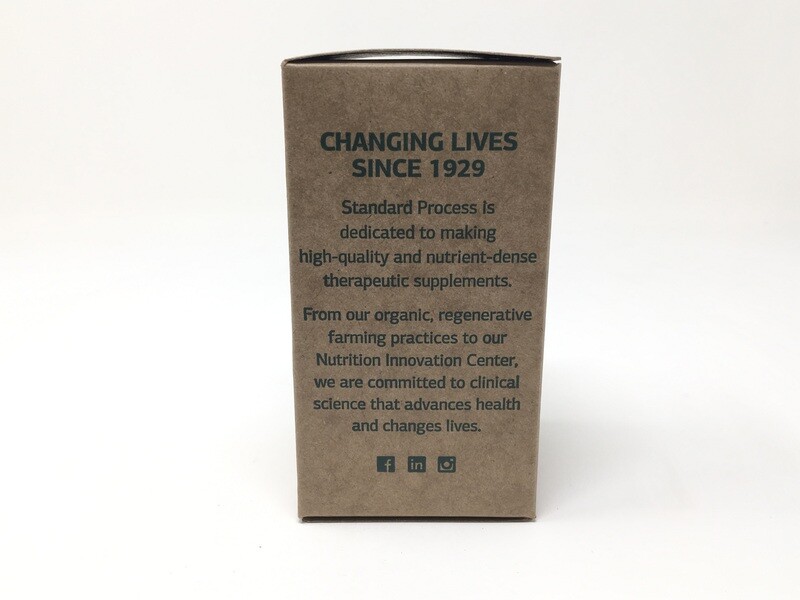 CHANGING LIVES
SINCE 1929
Standard Process is
dedicated to making
high-quality and nutrient-dense
therapeutic supplements.
From our organic, regenerative
farming practices to our
Nutrition Innovation Center,
we are committed to clinical
science that advances health
and changes lives.
f in